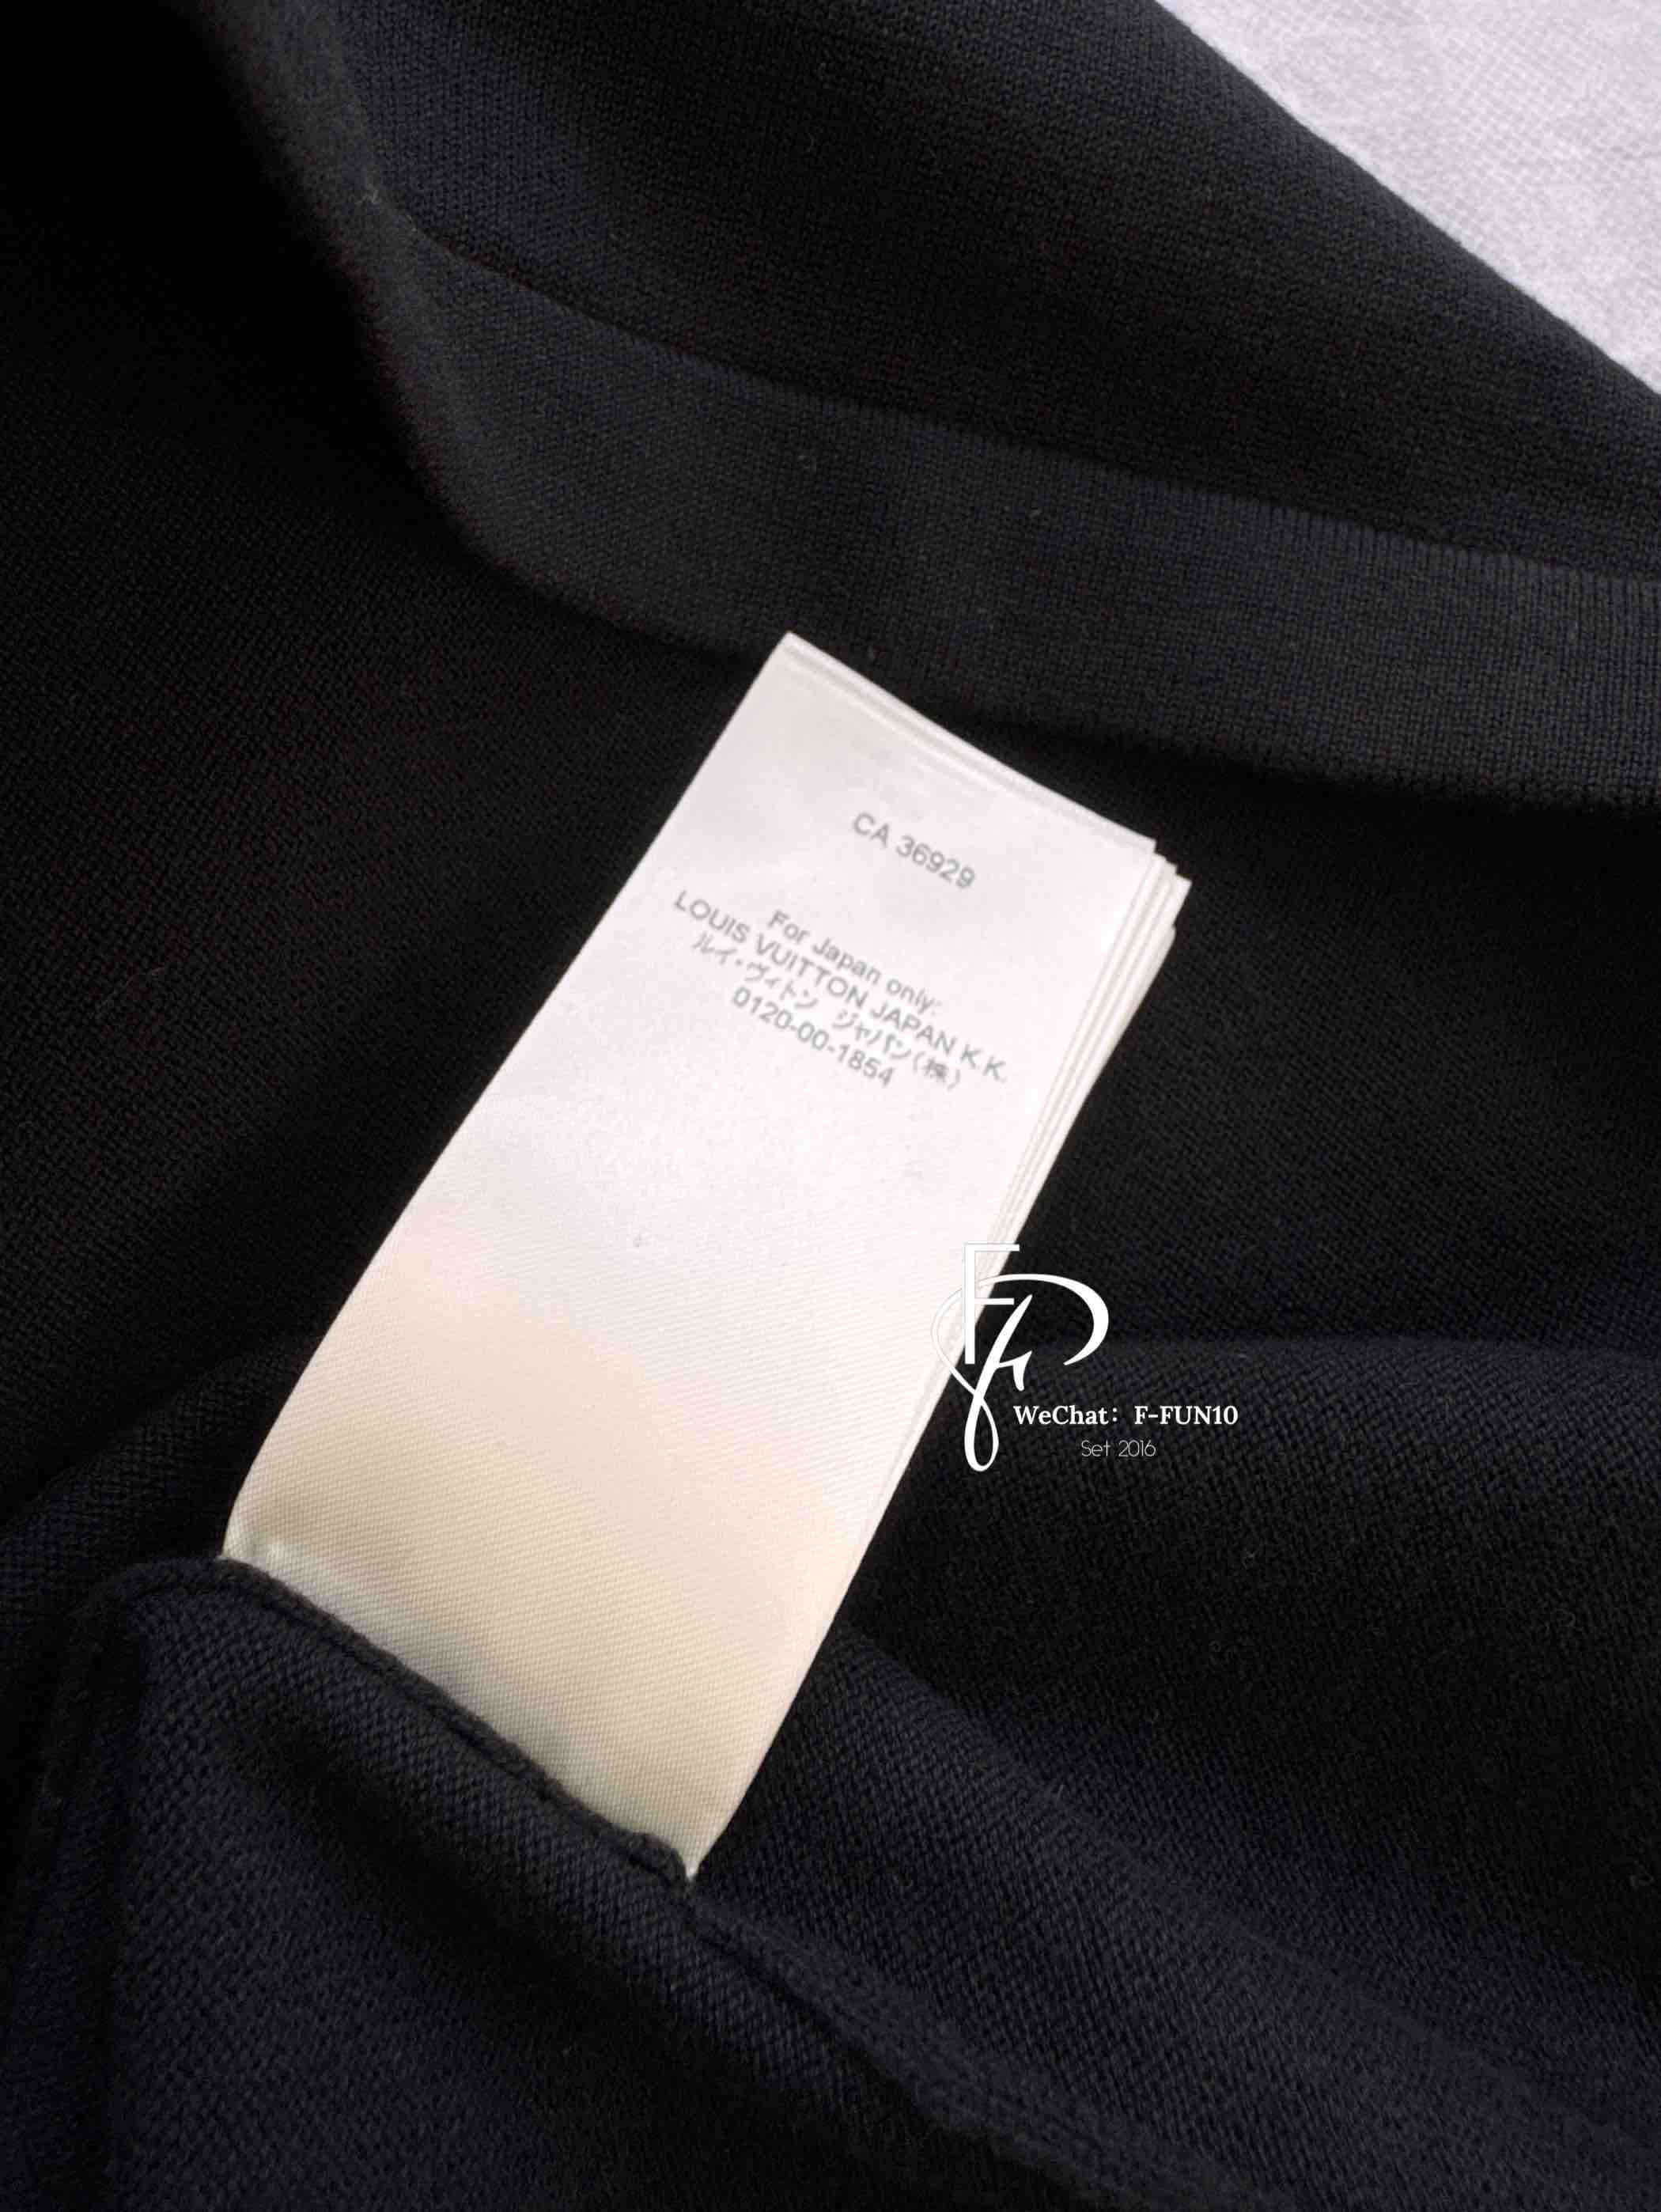 CA 36929
For Japan only:
LOUIS VUITTON JAPAN K.K.
ルイ・ヴィトン ジャパン(株)
0120-00-1854
WeChat: F-FUN10
Set 2016